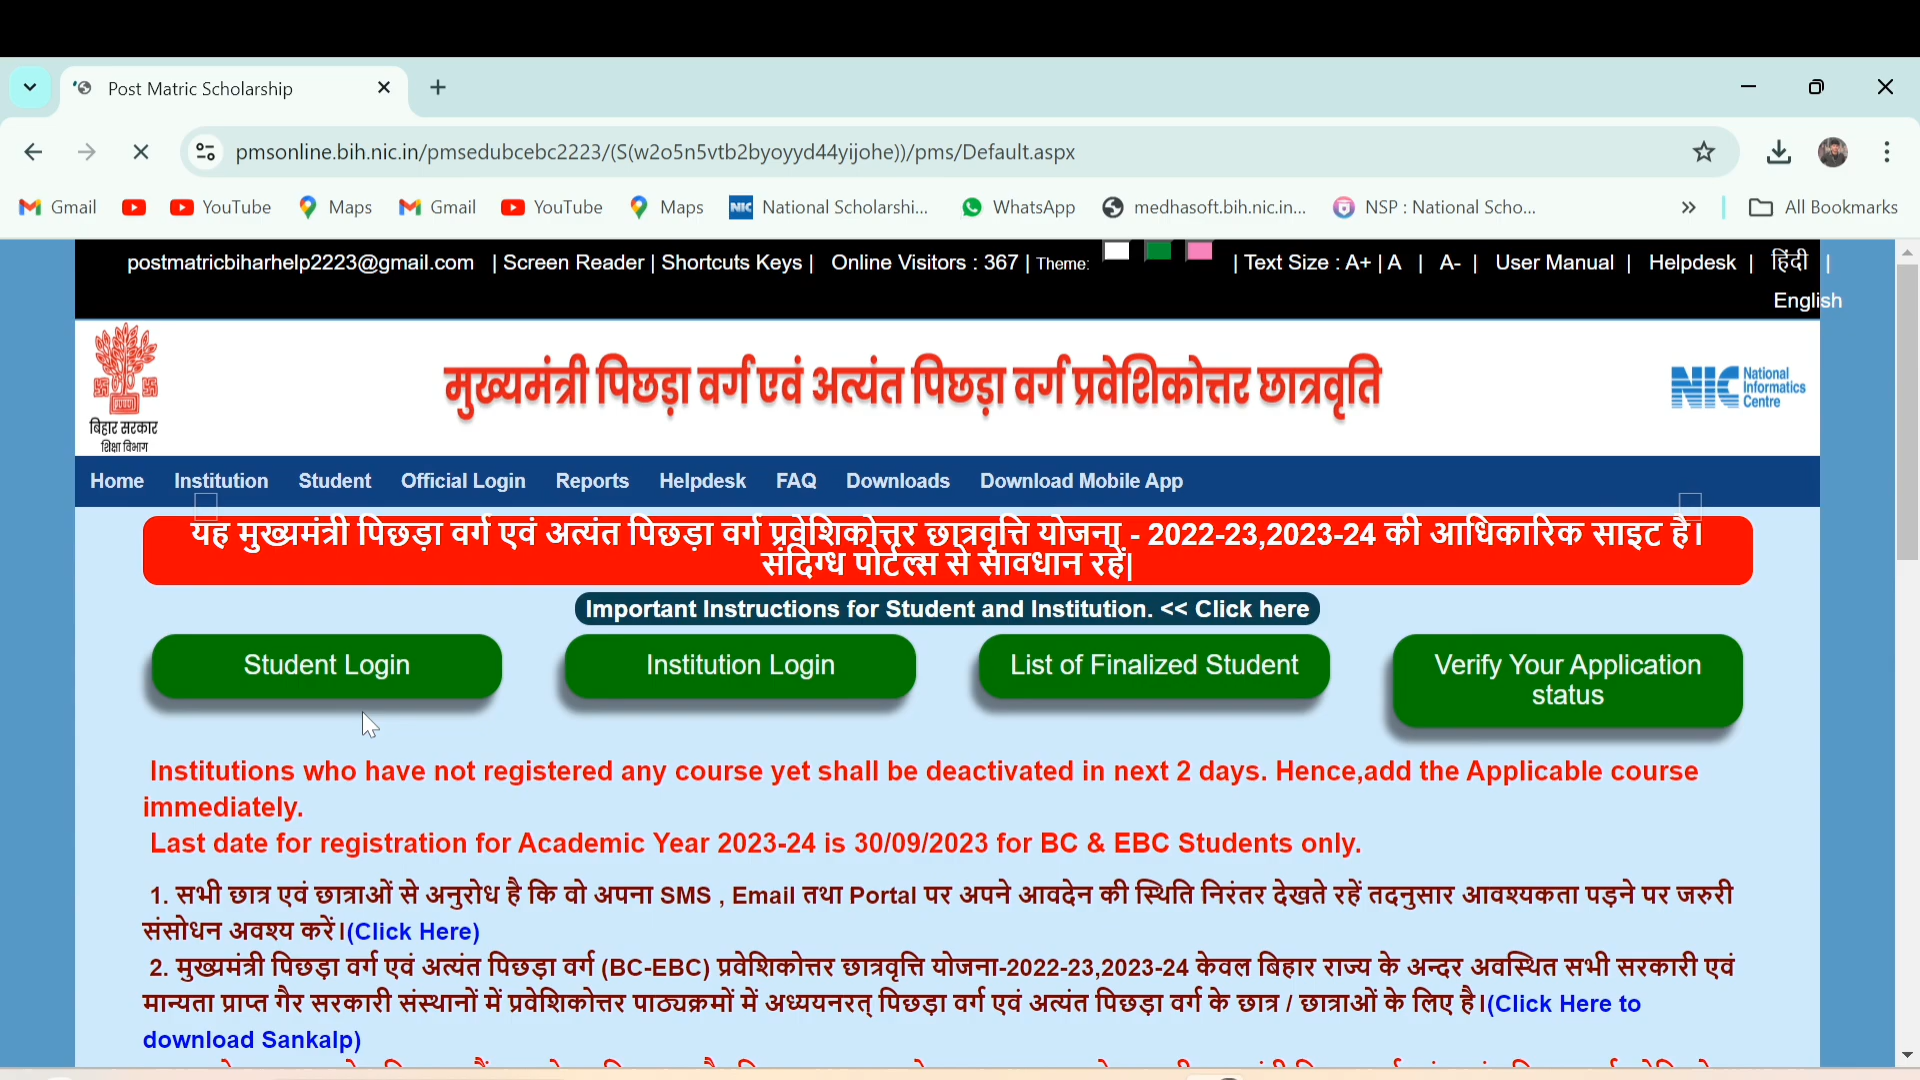 Post Matric Scholarship
pmsonline.bih.nic.in/pmsedubcebc2223/(S(w2o5n5vtb2byoyyd44yijohe))/pms/Default.aspx
Gmail YouTube Maps Gmail YouTube Maps NIC National Scholarshi... WhatsApp medhasoft.bih.nic.in... NSP : National Scho... » All Bookmarks
postmatricbiharhelp2223@gmail.com | Screen Reader | Shortcuts Keys | Online Visitors : 367 | Theme: | Text Size : A+ | A | A- | User Manual | Helpdesk | हिंदी |
English
मुख्यमंत्री पिछड़ा वर्ग एवं अत्यंत पिछड़ा वर्ग प्रवेशिकोत्तर छात्रवृति
बिहार सरकार
शिक्षा विभाग
NIC National
Informatics
Centre
Home Institution Student Official Login Reports Helpdesk FAQ Downloads Download Mobile App
यह मुख्यमंत्री पिछड़ा वर्ग एवं अत्यंत पिछड़ा वर्ग प्रवेशिकोत्तर छात्रवृत्ति योजना - 2022-23,2023-24 की आधिकारिक साइट है।
संदिग्ध पोर्टल्स से सावधान रहें|
Important Instructions for Student and Institution. << Click here
Student Login Institution Login List of Finalized Student Verify Your Application
status
Institutions who have not registered any course yet shall be deactivated in next 2 days. Hence,add the Applicable course
immediately.
Last date for registration for Academic Year 2023-24 is 30/09/2023 for BC & EBC Students only.
1. सभी छात्र एवं छात्राओं से अनुरोध है कि वो अपना SMS , Email तथा Portal पर अपने आवदेन की स्थिति निरंतर देखते रहें तदनुसार आवश्यकता पड़ने पर जरुरी
संसोधन अवश्य करें।(Click Here)
2. मुख्यमंत्री पिछड़ा वर्ग एवं अत्यंत पिछड़ा वर्ग (BC-EBC) प्रवेशिकोत्तर छात्रवृत्ति योजना-2022-23,2023-24 केवल बिहार राज्य के अन्दर अवस्थित सभी सरकारी एवं
मान्यता प्राप्त गैर सरकारी संस्थानों में प्रवेशिकोत्तर पाठ्यक्रमों में अध्ययनरत् पिछड़ा वर्ग एवं अत्यंत पिछड़ा वर्ग के छात्र / छात्राओं के लिए है।(Click Here to
download Sankalp)